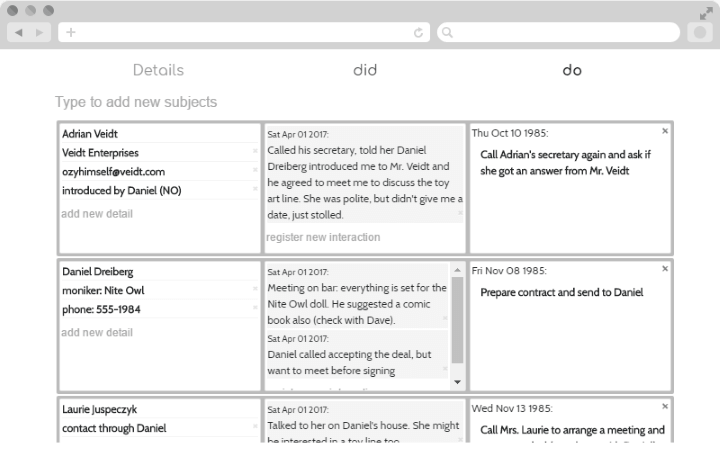 Details
did
do
Type to add new subjects
Adrian Veidt
Veidt Enterprises
ozyhimself@veidt.com
introduced by Daniel (NO)
add new detail
Sat Apr 01 2017:
Called his secretary, told her Daniel
Dreiberg introduced me to Mr. Veidt and
he agreed to meet me to discuss the toy
art line. She was polite, but didn't give me a
date, just stolled.
register new interaction
Thu Oct 10 1985:
Call Adrian's secretary again and ask if
she got an answer from Mr. Veidt
Daniel Dreiberg
moniker: Nite Owl
phone: 555-1984
add new detail
Sat Apr 01 2017:
Meeting on bar: everything is set for the
Nite Owl doll. He suggested a comic
book also (check with Dave).
Sat Apr 01 2017:
Daniel called accepting the deal, but
want to meet before signing
Fri Nov 08 1985:
Prepare contract and send to Daniel
Laurie Juspeczyk
contact through Daniel
Sat Apr 01 2017:
Talked to her on Daniel's house. She might
be interested in a toy line too
Wed Nov 13 1985:
Call Mrs. Laurie to arrange a meeting and